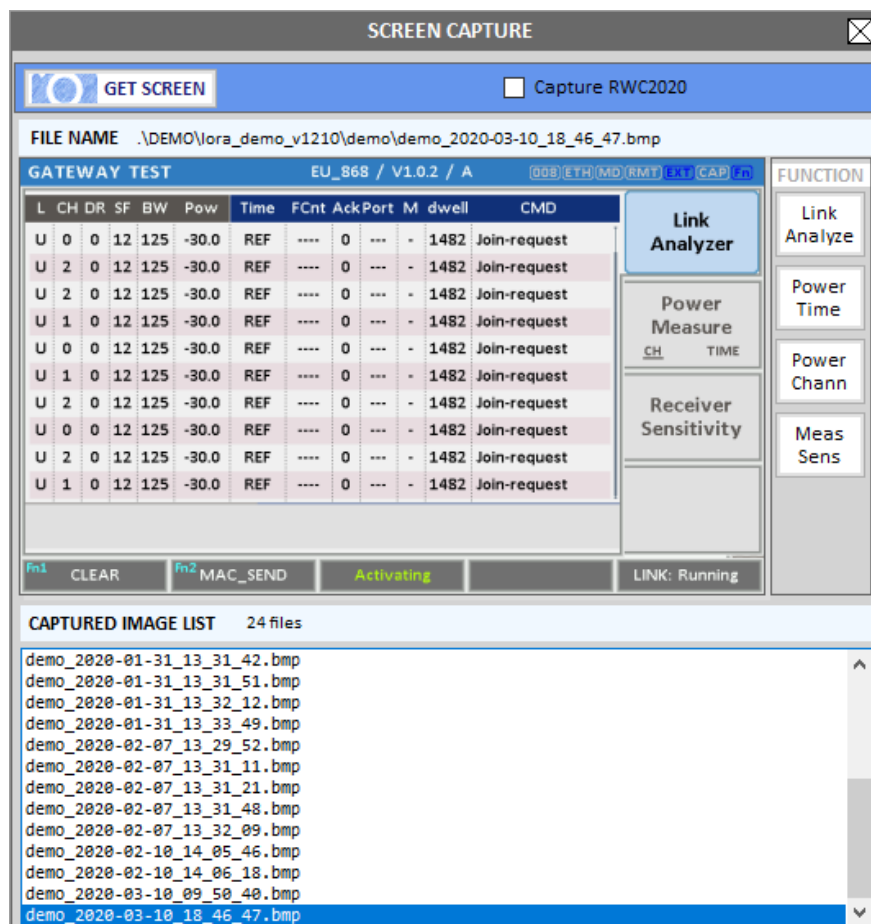 SCREEN CAPTURE
GET SCREEN
Capture RWC2020
FILE NAME .\DEMO\lora_demo_v1210\demo\demo_2020-03-10_18_46_47.bmp
GATEWAY TEST EU_868 / V1.0.2 / A 008 ETH MD RMT EXT CAP Fn
L CH DR SF BW Pow Time FCnt Ack Port M dwell CMD
U 0 0 12 125 -30.0 REF ---- 0 --- - 1482 Join-request
U 2 0 12 125 -30.0 REF ---- 0 --- - 1482 Join-request
U 2 0 12 125 -30.0 REF ---- 0 --- - 1482 Join-request
U 1 0 12 125 -30.0 REF ---- 0 --- - 1482 Join-request
U 0 0 12 125 -30.0 REF ---- 0 --- - 1482 Join-request
U 1 0 12 125 -30.0 REF ---- 0 --- - 1482 Join-request
U 2 0 12 125 -30.0 REF ---- 0 --- - 1482 Join-request
U 0 0 12 125 -30.0 REF ---- 0 --- - 1482 Join-request
U 2 0 12 125 -30.0 REF ---- 0 --- - 1482 Join-request
U 1 0 12 125 -30.0 REF ---- 0 --- - 1482 Join-request
Link
Analyzer
Power
Measure
CH TIME
Receiver
Sensitivity
Fn1 CLEAR Fn2 MAC_SEND Activating LINK: Running
FUNCTION
Link
Analyze
Power
Time
Power
Chann
Meas
Sens
CAPTURED IMAGE LIST 24 files
demo_2020-01-31_13_31_42.bmp
demo_2020-01-31_13_31_51.bmp
demo_2020-01-31_13_32_12.bmp
demo_2020-01-31_13_33_49.bmp
demo_2020-02-07_13_29_52.bmp
demo_2020-02-07_13_31_11.bmp
demo_2020-02-07_13_31_21.bmp
demo_2020-02-07_13_31_48.bmp
demo_2020-02-07_13_32_09.bmp
demo_2020-02-10_14_05_46.bmp
demo_2020-02-10_14_06_18.bmp
demo_2020-03-10_09_50_40.bmp
demo_2020-03-10_18_46_47.bmp